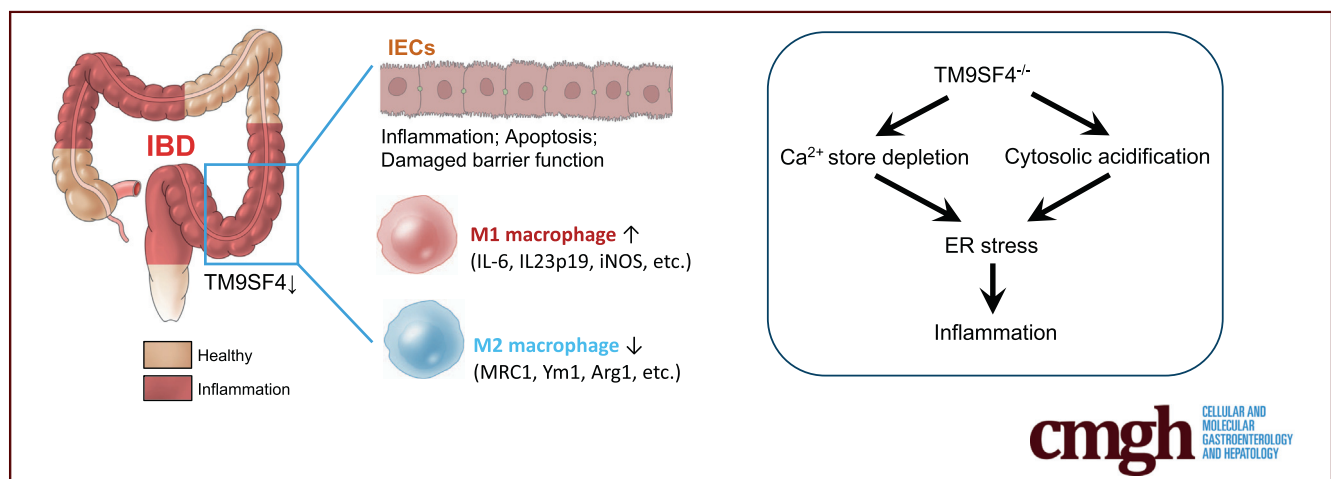 IBD
TM9SF4↓
Healthy
Inflammation
IECs
Inflammation; Apoptosis;
Damaged barrier function
M1 macrophage ↑
(IL-6, IL23p19, iNOS, etc.)
M2 macrophage ↓
(MRC1, Ym1, Arg1, etc.)
TM9SF4⁻/⁻
Ca²⁺ store depletion
Cytosolic acidification
ER stress
Inflammation
cmgh
CELLULAR AND
MOLECULAR
GASTROENTEROLOGY
AND HEPATOLOGY